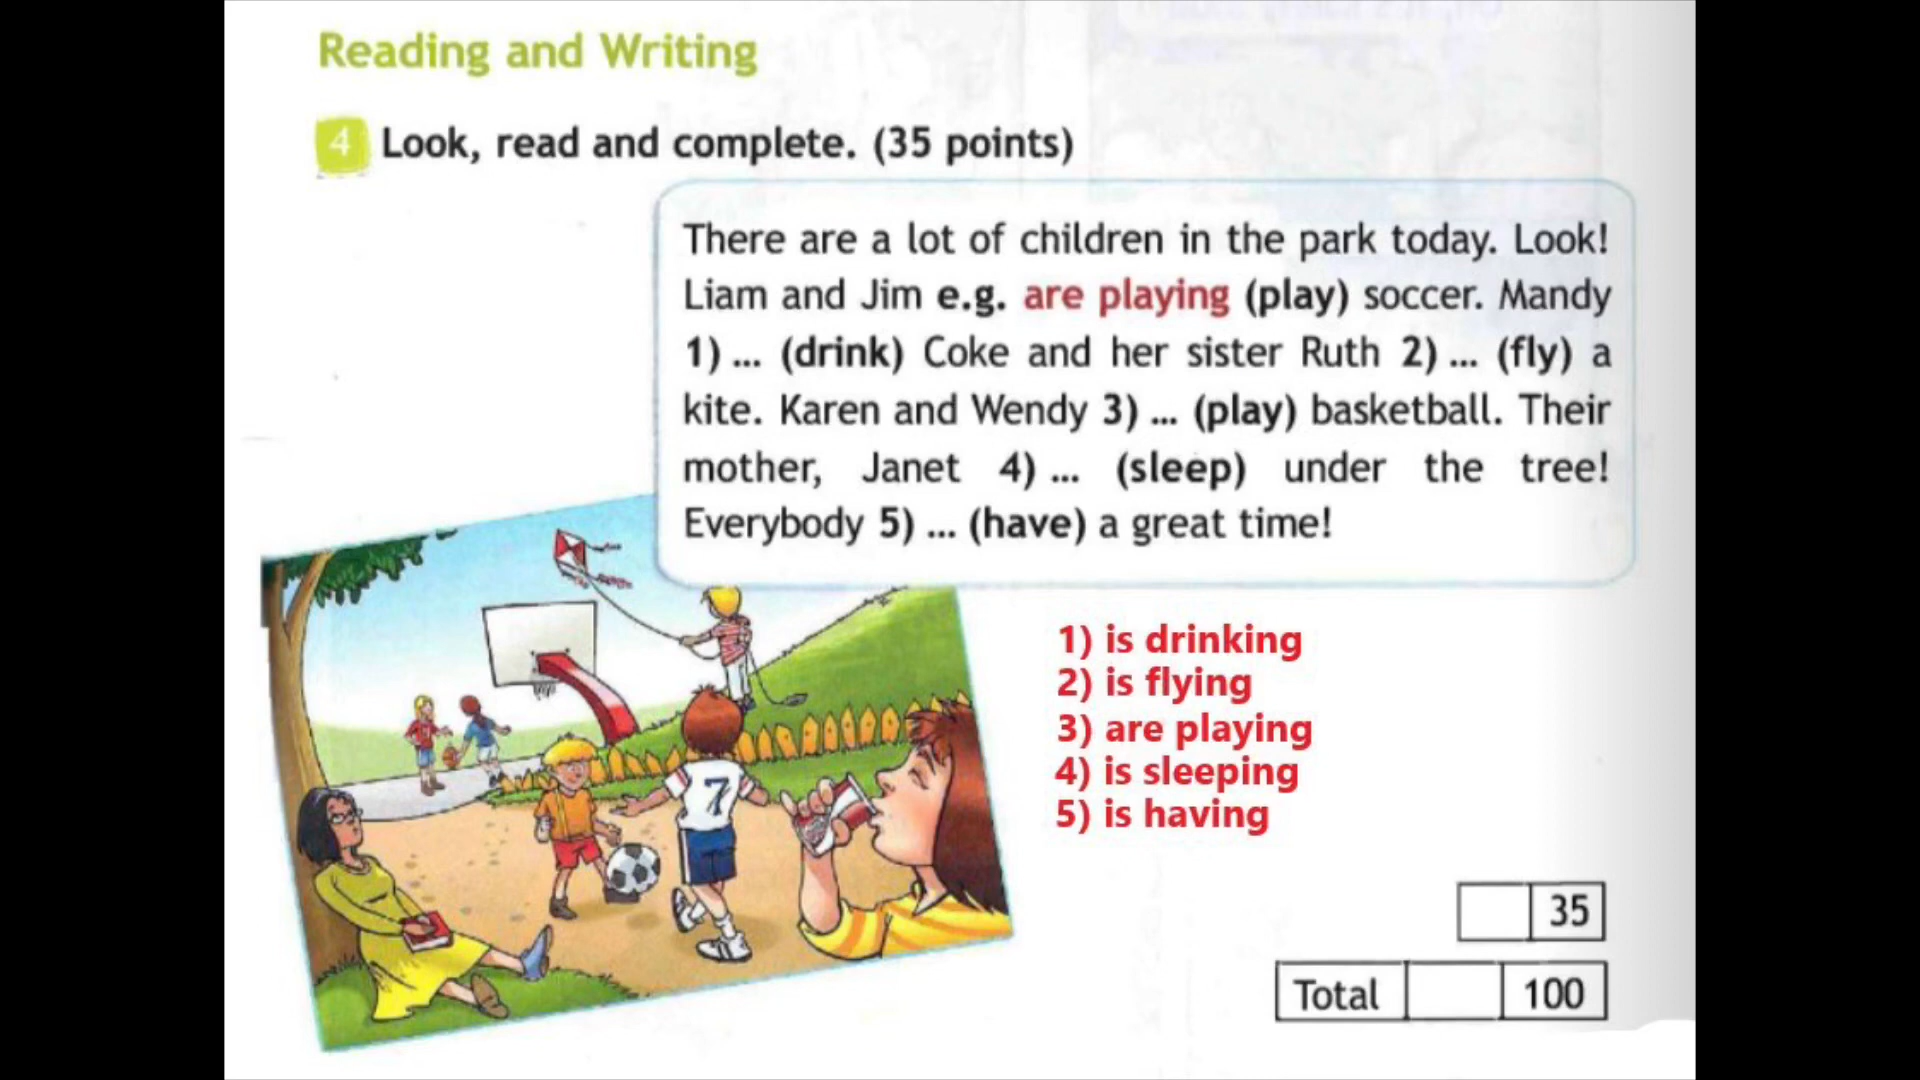 Reading and Writing
4 Look, read and complete. (35 points)
There are a lot of children in the park today. Look!
Liam and Jim e.g. are playing (play) soccer. Mandy
1) ... (drink) Coke and her sister Ruth 2) ... (fly) a
kite. Karen and Wendy 3) ... (play) basketball. Their
mother, Janet 4) ... (sleep) under the tree!
Everybody 5) ... (have) a great time!
7
1) is drinking
2) is flying
3) are playing
4) is sleeping
5) is having
35
Total 100